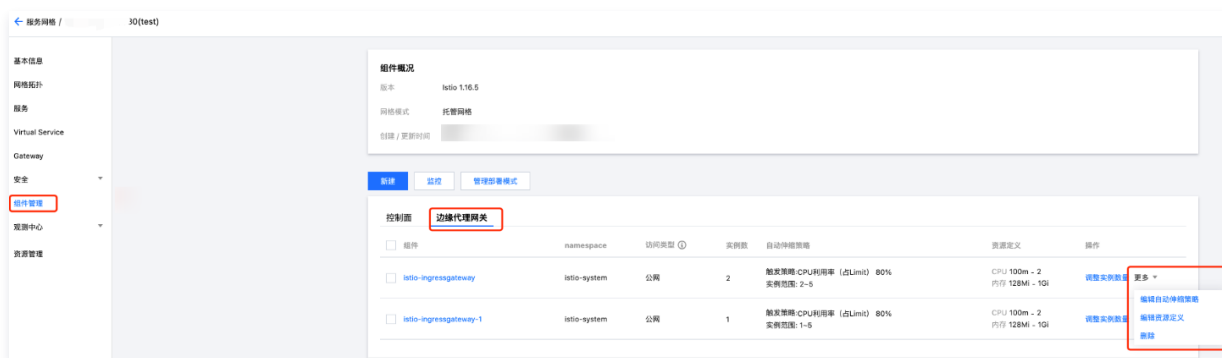 ← 服务网格 / 30(test)
基本信息
网格拓扑
服务
Virtual Service
Gateway
安全
组件管理
观测中心
资源管理
组件概况
版本 Istio 1.16.5
网格模式 托管网格
创建 / 更新时间
新建 监控 管理部署模式
控制面 边缘代理网关
组件 namespace 访问类型 实例数 自动伸缩策略 资源定义 操作
istio-ingressgateway istio-system 公网 2 触发策略:CPU利用率（占Limit） 80% CPU 100m - 2 调整实例数量 更多
实例范围: 2~5 内存 128Mi - 1Gi
编辑自动伸缩策略
istio-ingressgateway-1 istio-system 公网 1 触发策略:CPU利用率（占Limit） 80% CPU 100m - 2 调整实例数量 编辑资源定义
实例范围: 1~5 内存 128Mi - 1Gi
删除